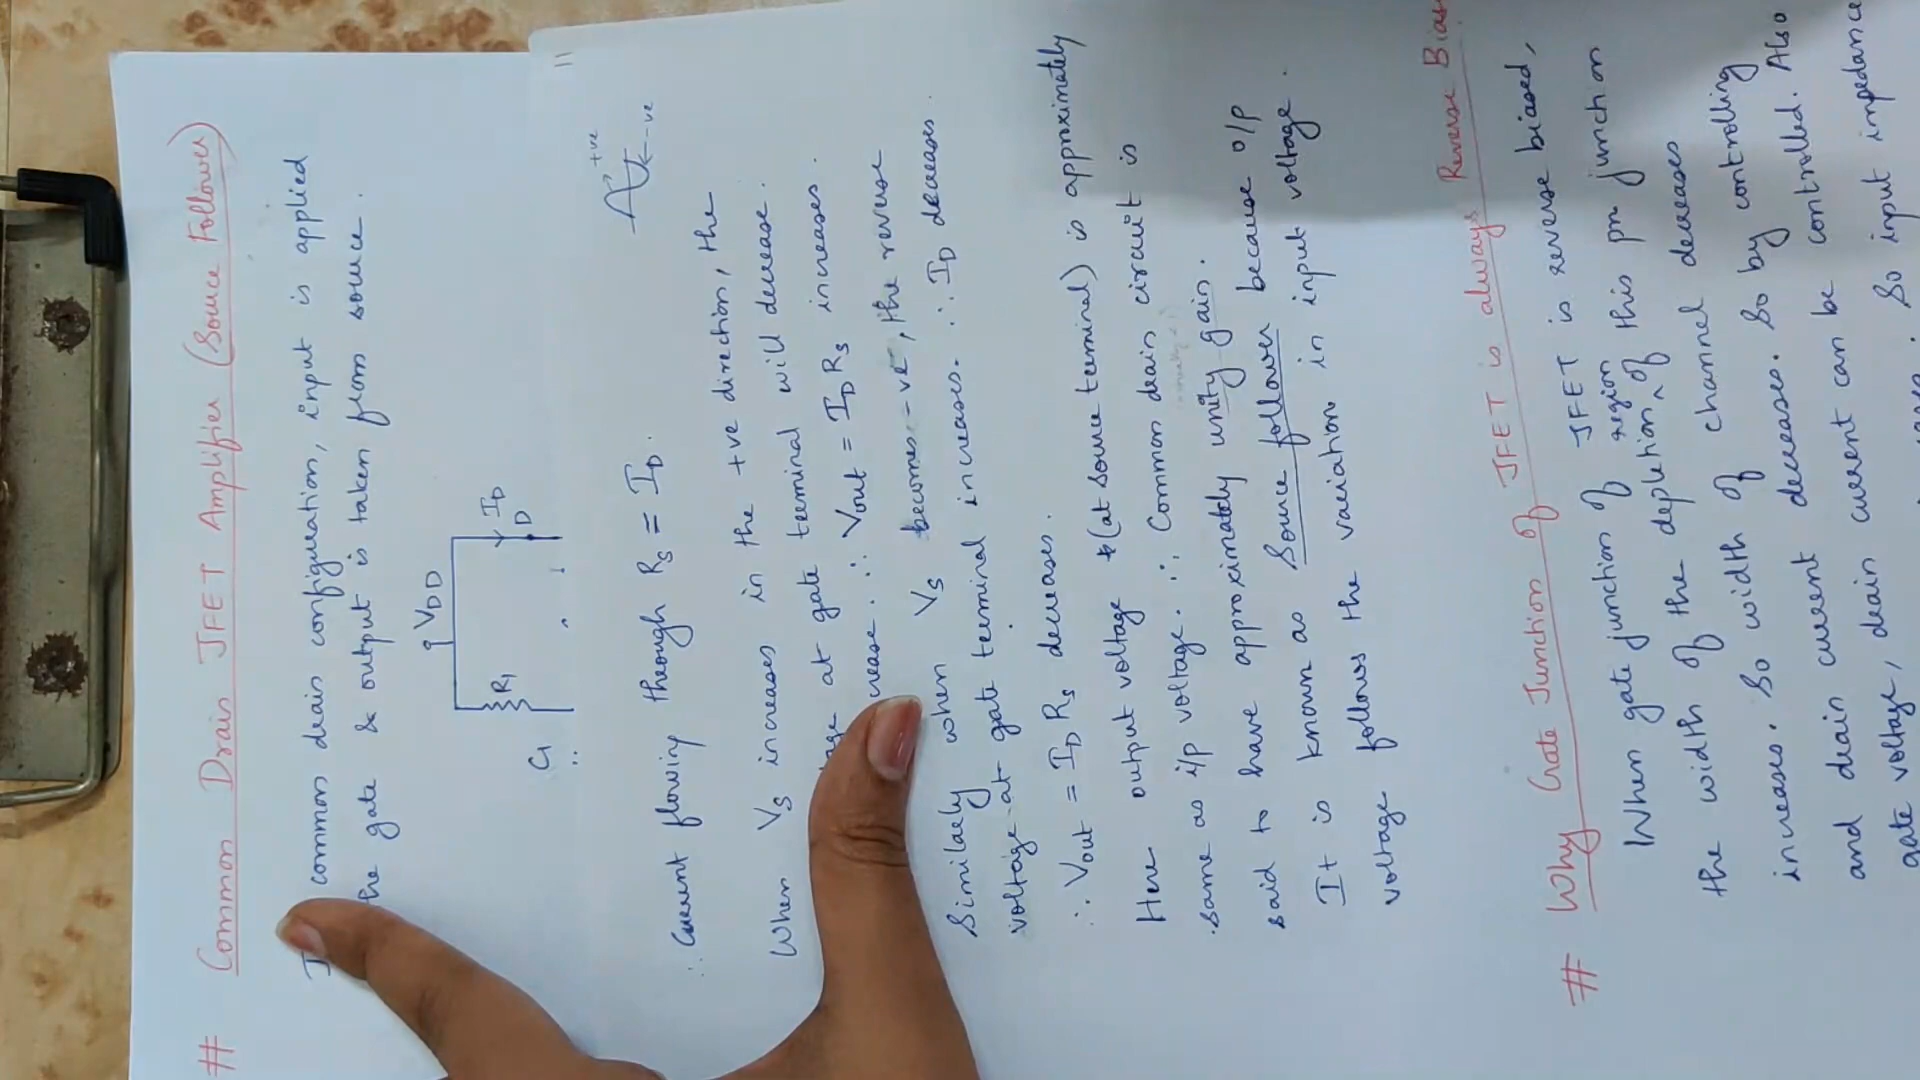 # Common Drain JFET Amplifier (Source Follower)
common drain configuration, input is applied
the gate & output is taken from source.
VDD
ID
D
R1
C1
+ve
-ve
∴ Current flowing through RS = ID.
When VS increases in the +ve direction, the
at gate terminal will decrease.
∴ Vout = ID RS increases.
Similarly when VS becomes -ve, the reverse
voltage at gate terminal increases. ∴ ID decreases.
∴ Vout = ID RS decreases.
Here output voltage (at source terminal) is approximately
same as i/p voltage. ∴ Common drain circuit is
said to have approximately unity gain.
It is known as Source follower because o/p
voltage follows the variation in input voltage.
# Why Gate Junction of JFET is always Reverse Bias
When gate junction of JFET is reverse biased,
the width of the depletion region of this pn junction
increases. So width of channel decreases
and drain current decreases. So by controlling
gate voltage, drain current can be controlled. Also
So input impedance